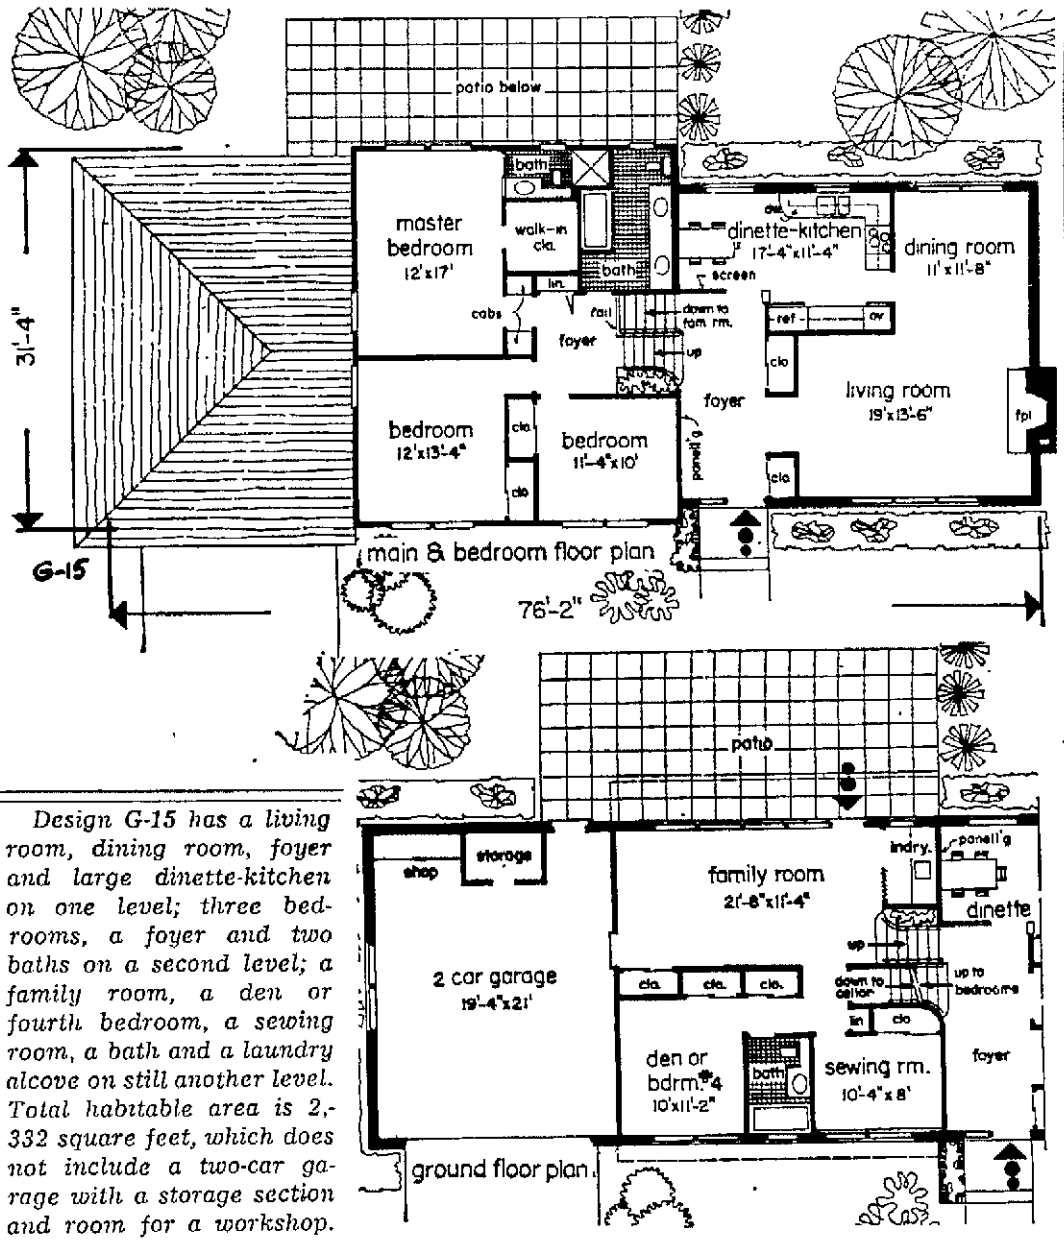 patio below
bath
master
bedroom
12'x17'
walk-in
clo.
bath
lin.
cabs
foyer
rail
down to
fam rm.
up
dw.
dinette-kitchen
17'-4"x11'-4"
screen
dining room
11'x11'-8"
ref
ov
clo
living room
19'x13'-6"
fpl
foyer
panell'g
clo
bedroom
12'x13'-4"
clo.
clo
bedroom
11'-4"x10'
31'-4"
main & bedroom floor plan
G-15
76'-2"
patio
Design G-15 has a living
room, dining room, foyer
and large dinette-kitchen
on one level; three bed-
rooms, a foyer and two
baths on a second level; a
family room, a den or
fourth bedroom, a sewing
room, a bath and a laundry
alcove on still another level.
Total habitable area is 2,-
332 square feet, which does
not include a two-car ga-
rage with a storage section
and room for a workshop.
shop
storage
family room
21'-8"x11'-4"
lndry.
panell'g
dinette
up
down to
cellar
up to
bedrooms
2 car garage
19'-4"x21'
clo.
clo.
clo.
lin
clo
foyer
den or
bdrm.#4
10'x11'-2"
bath
sewing rm.
10'-4"x8'
ground floor plan.